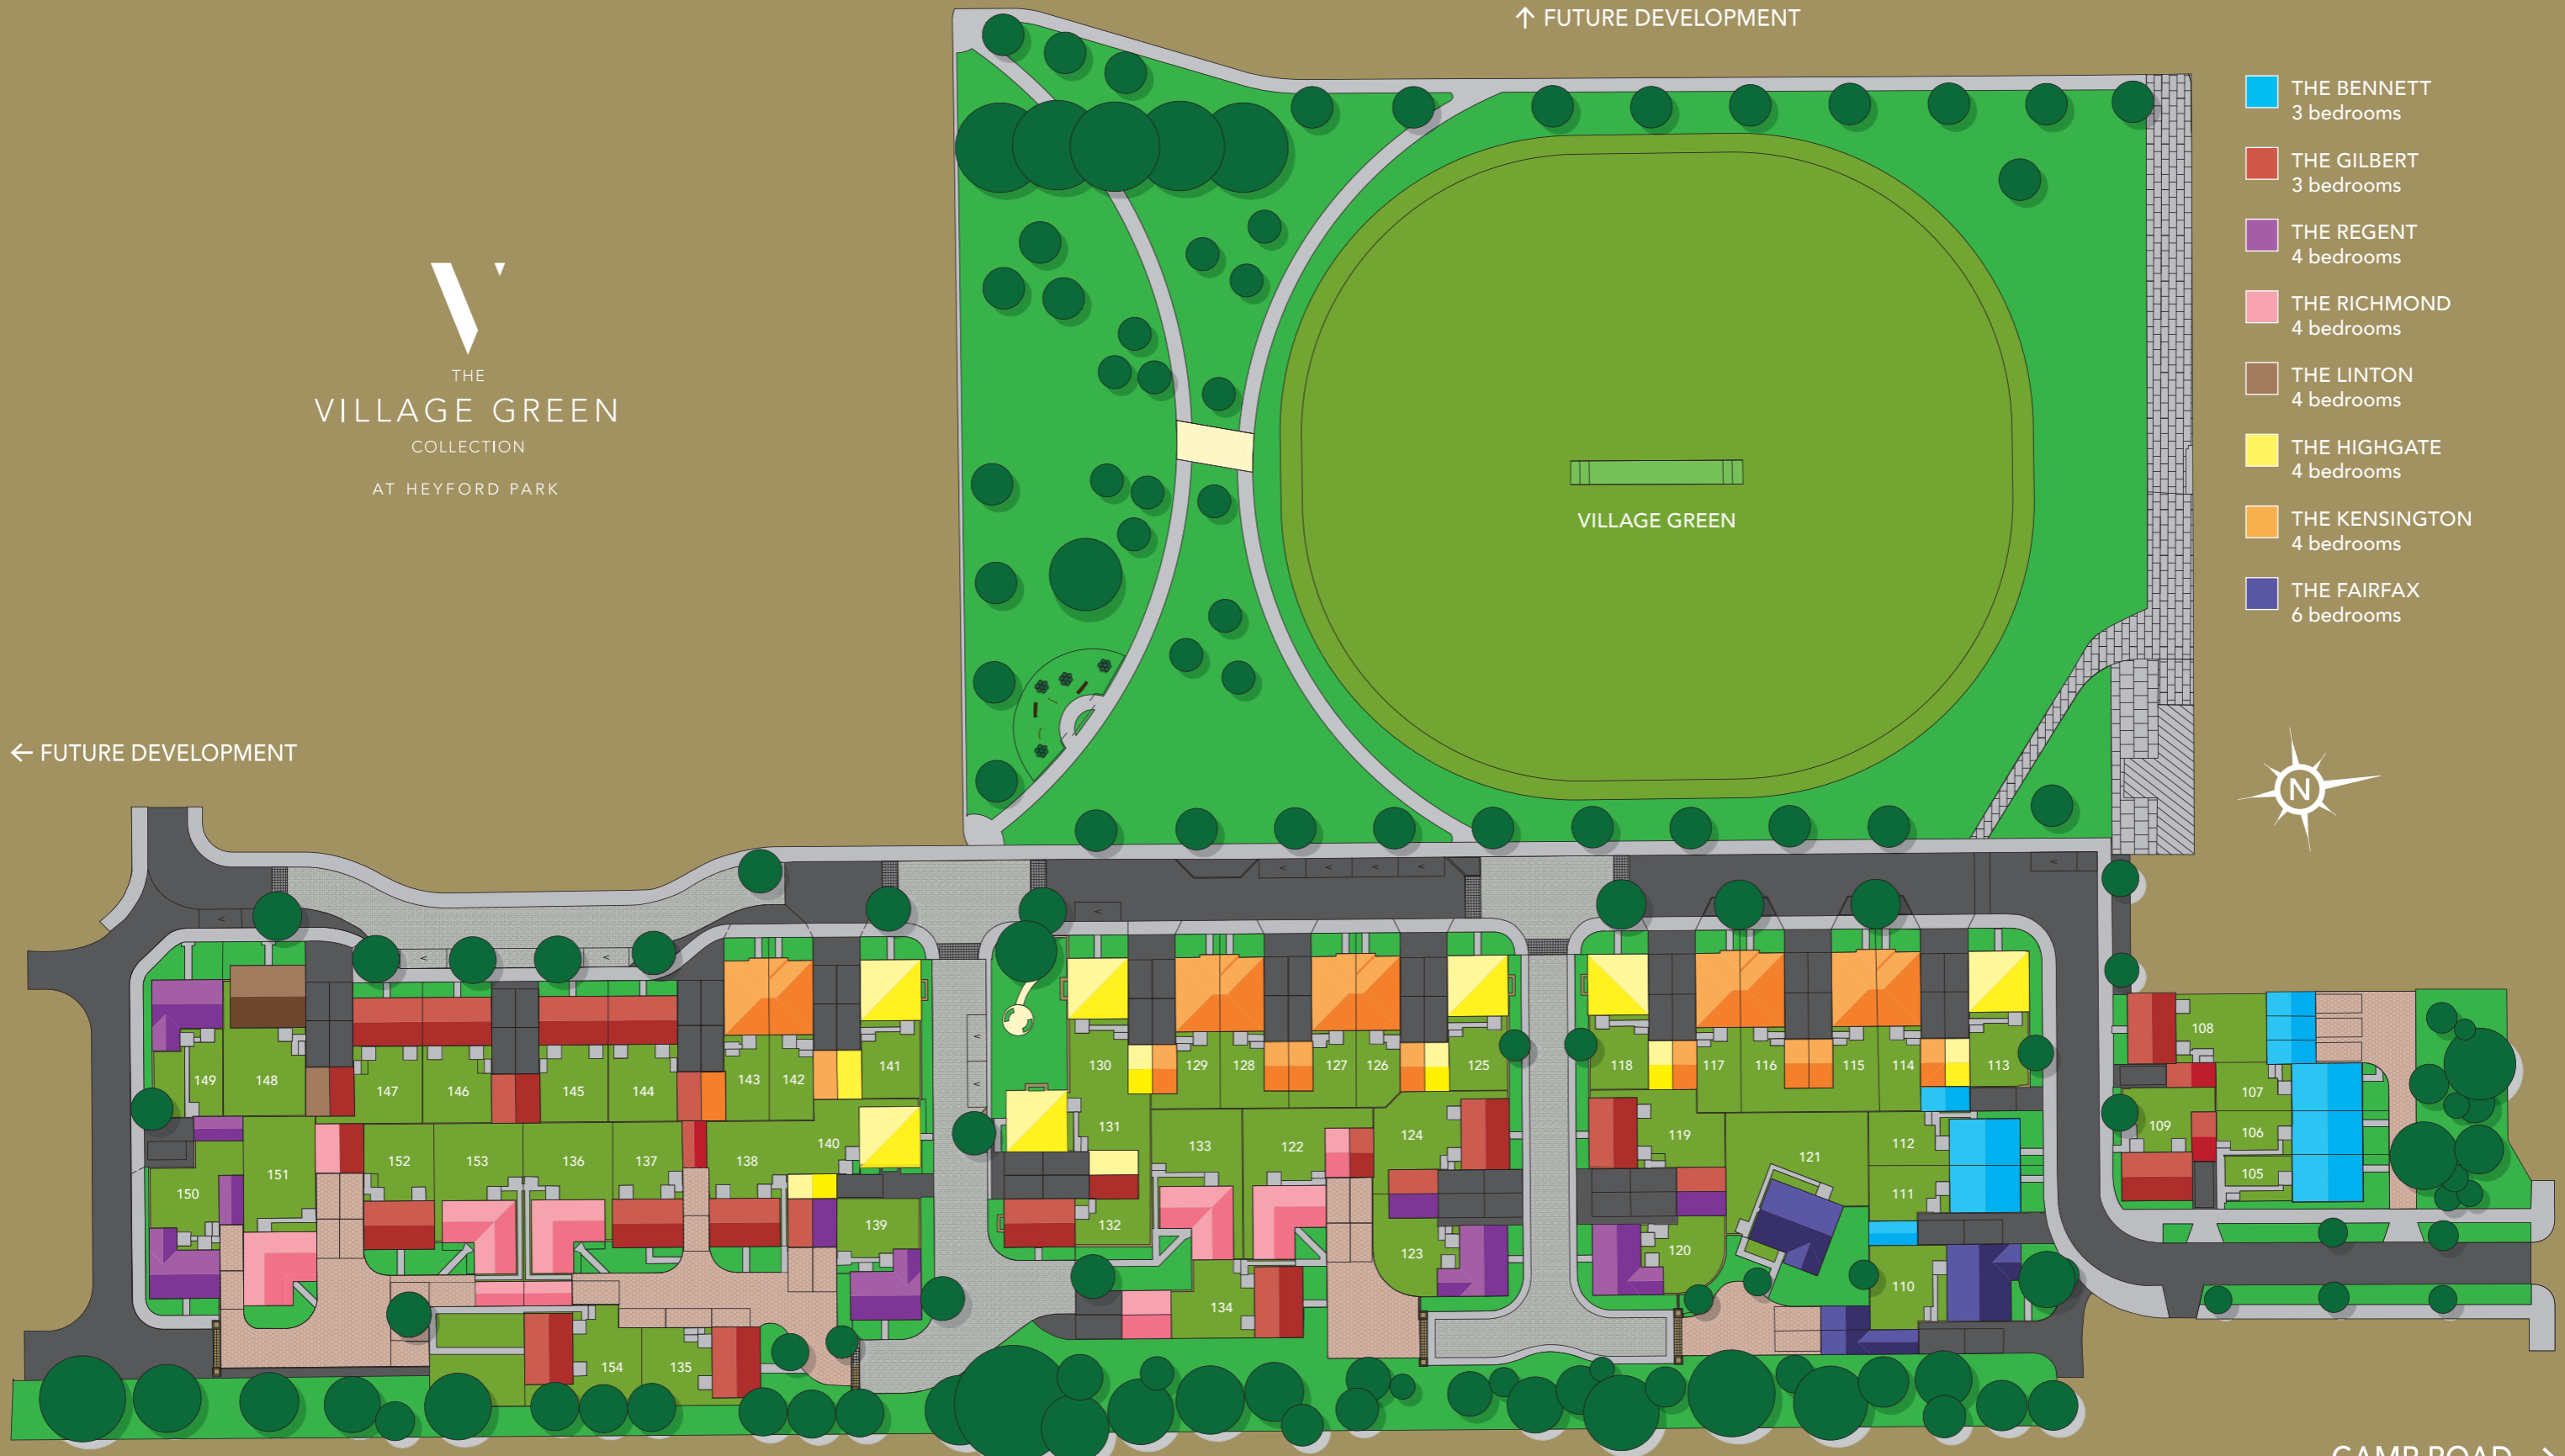 ↑ FUTURE DEVELOPMENT
THE BENNETT
3 bedrooms
THE GILBERT
3 bedrooms
THE REGENT
4 bedrooms
THE RICHMOND
4 bedrooms
THE LINTON
4 bedrooms
THE HIGHGATE
4 bedrooms
THE KENSINGTON
4 bedrooms
THE FAIRFAX
6 bedrooms
V
THE
VILLAGE GREEN
COLLECTION
AT HEYFORD PARK
VILLAGE GREEN
← FUTURE DEVELOPMENT
N
149 148 147 146 145 144 143 142 141
130 129 128 127 126 125
118 117 116 115 114 113
108
107
109 106
105
150 151 152 153 136 137 138 140
139
131
133 122 124
132 123
134
119 121 112
111
120 110
154 135
CAMP ROAD →